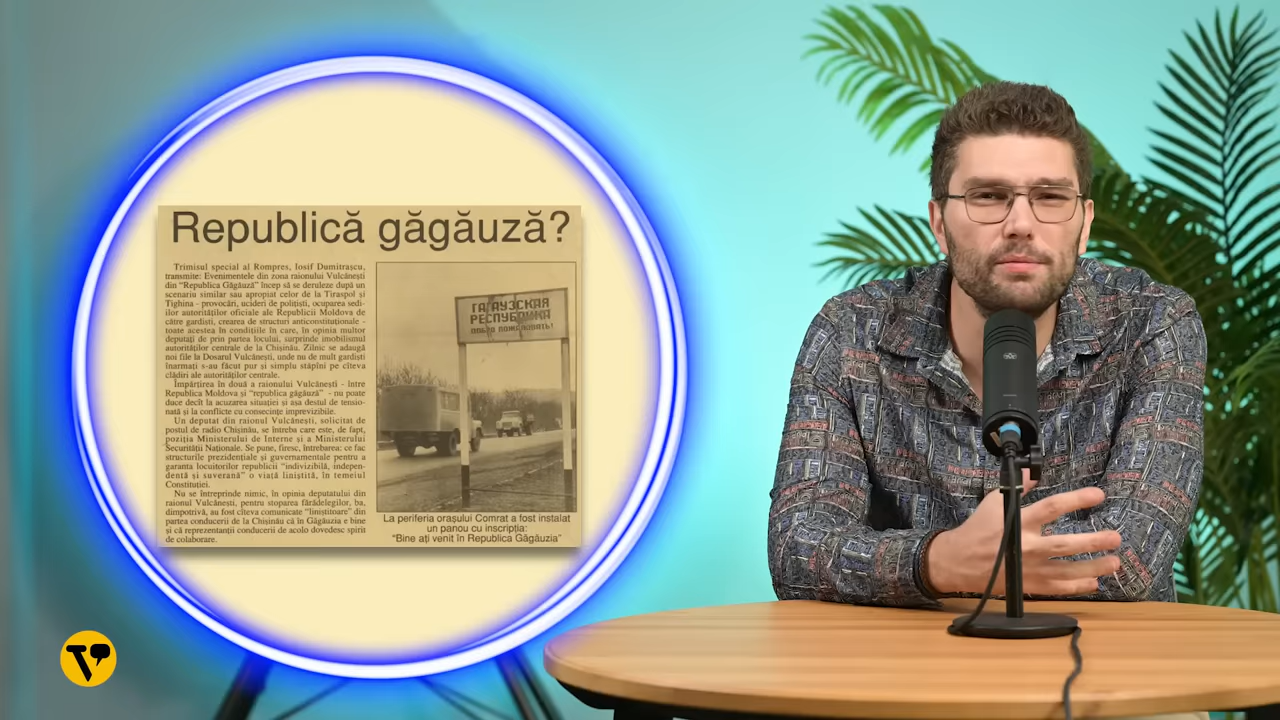 Republică găgăuză?
Trimisul special al Rompres, Iosif Dumitrașcu,
transmite: Evenimentele din zona raionului Vulcănești
din “Republica Găgăuză” încep să se deruleze după un
scenariu similar sau apropiat celor de la Tiraspol și
Tighina - provocări, ucideri de polițiști, ocuparea sedi-
ilor autorităților oficiale ale Republicii Moldova de
către gardiști, crearea de structuri anticonstituționale -
toate acestea în condițiile în care, în opinia multor
deputați de prin partea locului, surprinde imobilismul
autorităților centrale de la Chișinău. Zilnic se adaugă
noi file la Dosarul Vulcănești, unde nu de mult gardiști
înarmați s-au făcut pur și simplu stăpîni pe cîteva
clădiri ale autorităților centrale.
Împărțirea în două a raionului Vulcănești - între
Republica Moldova și “republica găgăuză” - nu poate
duce decît la acuzarea situației și așa destul de tensio-
nată și la conflicte cu consecințe imprevizibile.
Un deputat din raionul Vulcănești, solicitat de
postul de radio Chișinău, se întreba care este, de fapt,
poziția Ministerului de Interne și a Ministerului
Securității Naționale. Se pune, firesc, întrebarea: ce fac
structurile prezidențiale și guvernamentale pentru a
garanta locuitorilor republicii “indivizibilă, indepen-
dentă și suverană” o viață liniștită, în temeiul
Constituției.
Nu se întreprinde nimic, în opinia deputatului din
raionul Vulcănești, pentru stoparea fărădelegilor, ba,
dimpotrivă, au fost cîteva comunicate “liniștitoare” din
partea conducerii de la Chișinău că în Găgăuzia e bine
și că reprezentanții conducerii de acolo dovedesc spirit
de colaborare.
ГАГАУЗСКАЯ
РЕСПУБЛИКА
ДОБРО ПОЖАЛОВАТЬ!
La periferia orașului Comrat a fost instalat
un panou cu inscripția:
“Bine ați venit în Republica Găgăuzia”